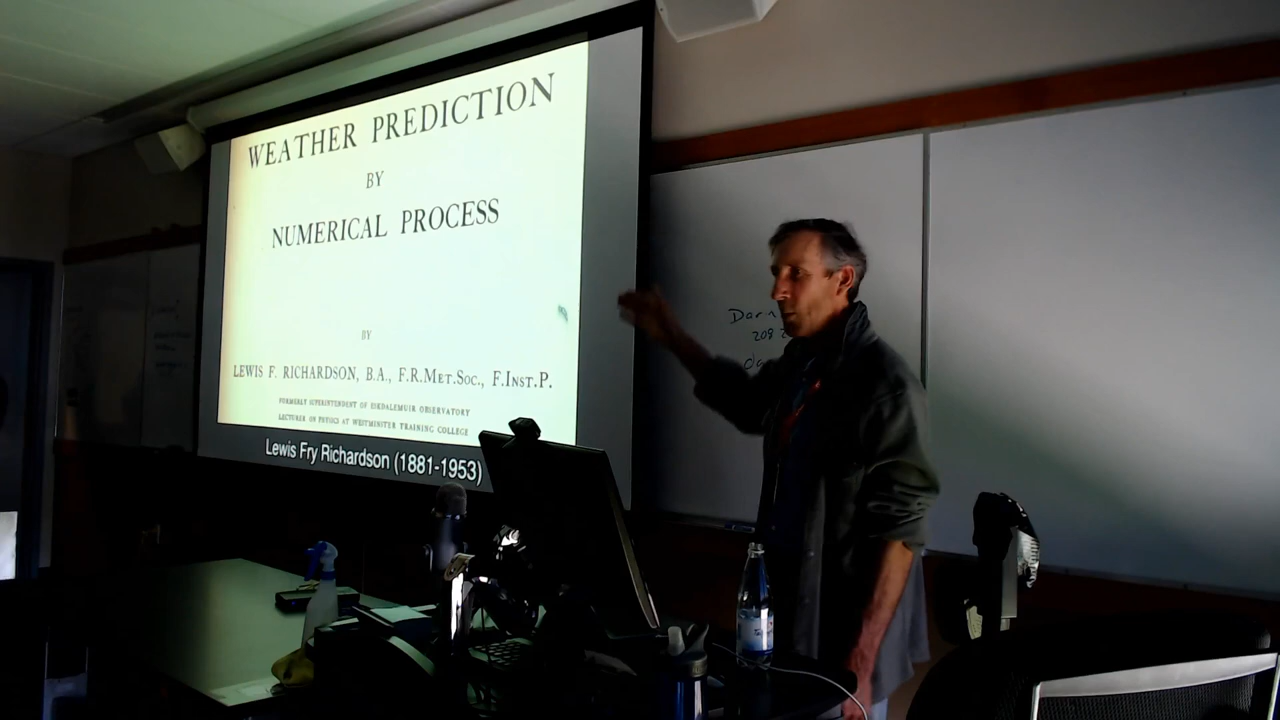 WEATHER PREDICTION
BY
NUMERICAL PROCESS
BY
LEWIS F. RICHARDSON, B.A., F.R.MET.SOC., F.INST.P.
FORMERLY SUPERINTENDENT OF ESKDALEMUIR OBSERVATORY
LECTURER ON PHYSICS AT WESTMINSTER TRAINING COLLEGE
Lewis Fry Richardson (1881-1953)
208